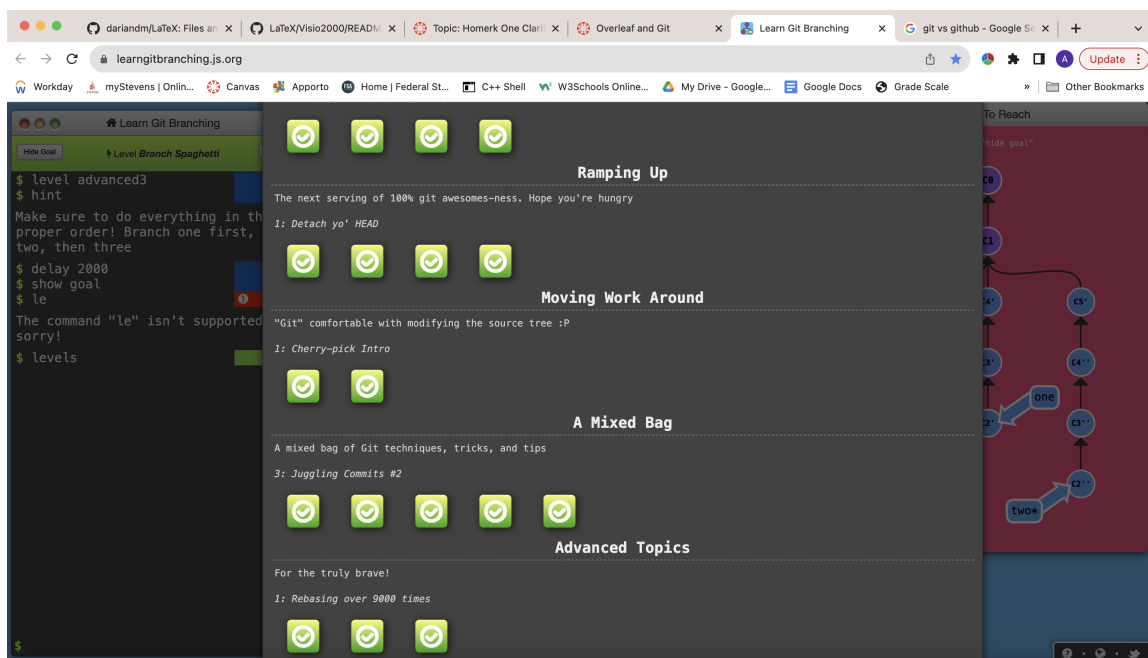 dariandm/LaTeX: Files an
LaTeX/Visio2000/READM
Topic: Homerk One Clarif
Overleaf and Git
Learn Git Branching
git vs github - Google Se
learngitbranching.js.org
A
Update
Workday
myStevens | Onlin...
Canvas
Apporto
Home | Federal St...
C++ Shell
W3Schools Online...
My Drive - Google...
Google Docs
Grade Scale
»
Other Bookmarks
Learn Git Branching
To Reach
Hide Goal
Level Branch Spaghetti
"hide goal"
$ level advanced3
$ hint
Make sure to do everything in th
proper order! Branch one first,
two, then three
$ delay 2000
$ show goal
$ le
The command "le" isn't supported
sorry!
$ levels
$
Ramping Up
The next serving of 100% git awesomes-ness. Hope you're hungry
1: Detach yo' HEAD
Moving Work Around
"Git" comfortable with modifying the source tree :P
1: Cherry-pick Intro
A Mixed Bag
A mixed bag of Git techniques, tricks, and tips
3: Juggling Commits #2
Advanced Topics
For the truly brave!
1: Rebasing over 9000 times
C0
C1
C4'
C5'
C3'
C4''
one
C2'
C3''
C2''
two*